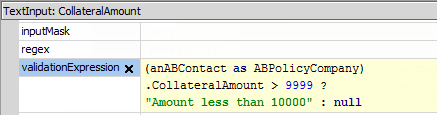 TextInput: CollateralAmount
inputMask
regex
validationExpression × (anABContact as ABPolicyCompany)
.CollateralAmount > 9999 ?
"Amount less than 10000" : null